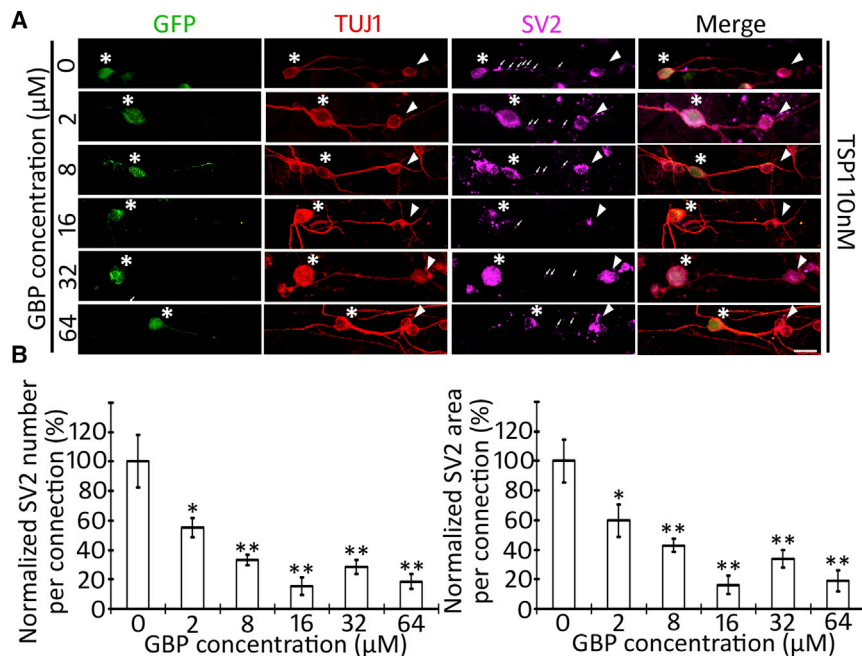 A
GFP TUJ1 SV2 Merge
GBP concentration (μM)
0
2
8
16
32
64
* * * *
* * * *
* * * *
* * * *
* * * *
* * * *
TSP1 10nM
B
Normalized SV2 number
per connection (%)
120
100
80
60
40
20
0
*
**
**
**
**
0 2 8 16 32 64
GBP concentration (μM)
Normalized SV2 area
per connection (%)
120
100
80
60
40
20
0
*
**
**
**
**
0 2 8 16 32 64
GBP concentration (μM)